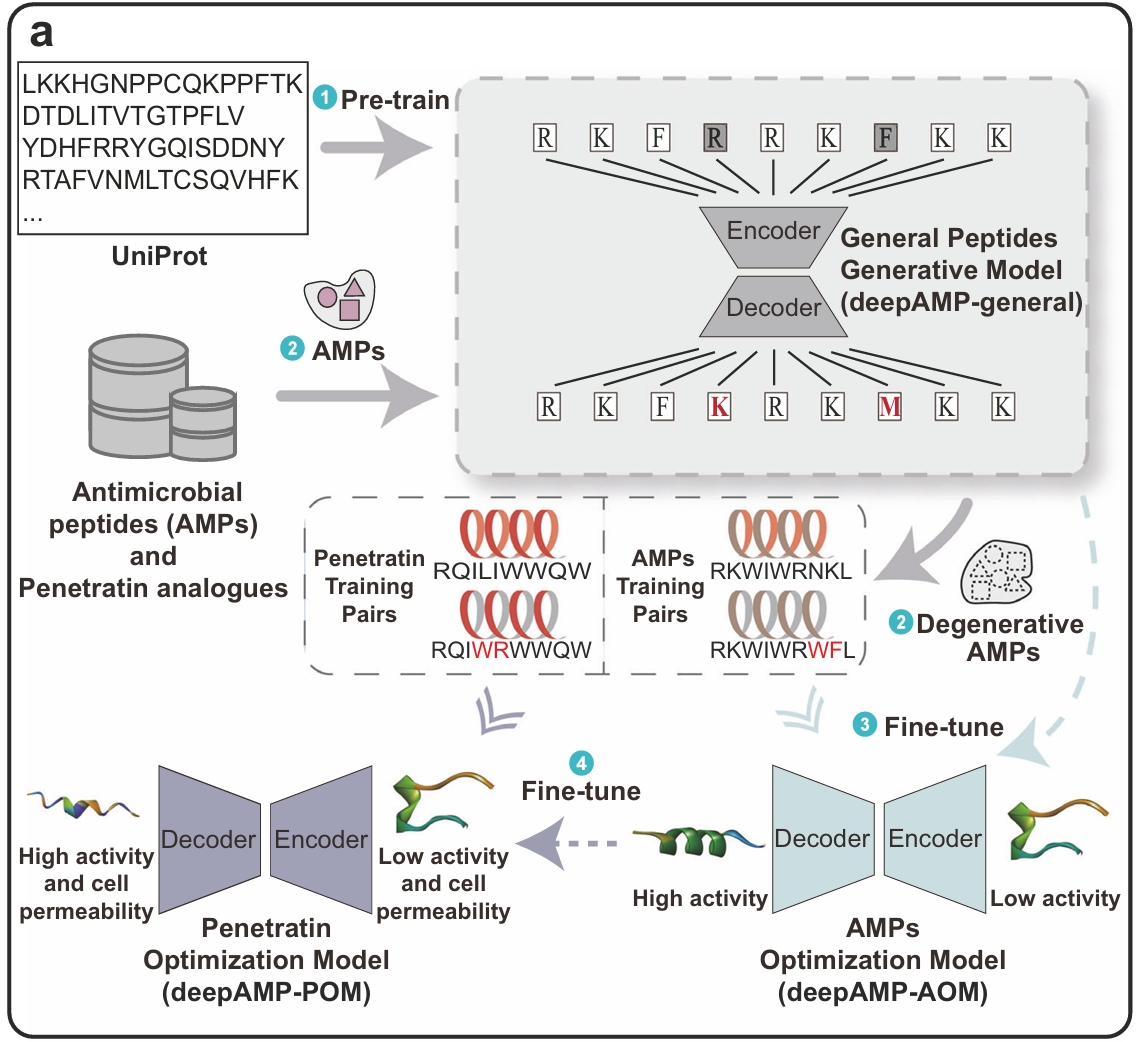 a
LKKHGNPPCQKPPFTK
DTDLITVTGTPFLV
YDHFRRYGQISDDNY
RTAFVNMLTCSQVHFK
...
UniProt
1 Pre-train
R K F R R K F K K
Encoder
Decoder
General Peptides
Generative Model
(deepAMP-general)
R K F K R K M K K
2 AMPs
Antimicrobial
peptides (AMPs)
and
Penetratin analogues
Penetratin
Training
Pairs
RQILIWWQW
RQIWRWWQW
AMPs
Training
Pairs
RKWIWRNKL
RKWIWRWFL
2 Degenerative
AMPs
3 Fine-tune
4
Fine-tune
High activity
and cell
permeability
Decoder
Encoder
Low activity
and cell
permeability
Penetratin
Optimization Model
(deepAMP-POM)
High activity
Decoder
Encoder
Low activity
AMPs
Optimization Model
(deepAMP-AOM)